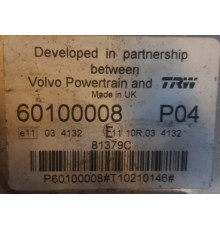 Developed in partnership
between
Volvo Powertrain and TRW
Made in UK
60100008 P04
e11 03 4132 E11 10R 03 4132
81379C
P60100008#T10210146#